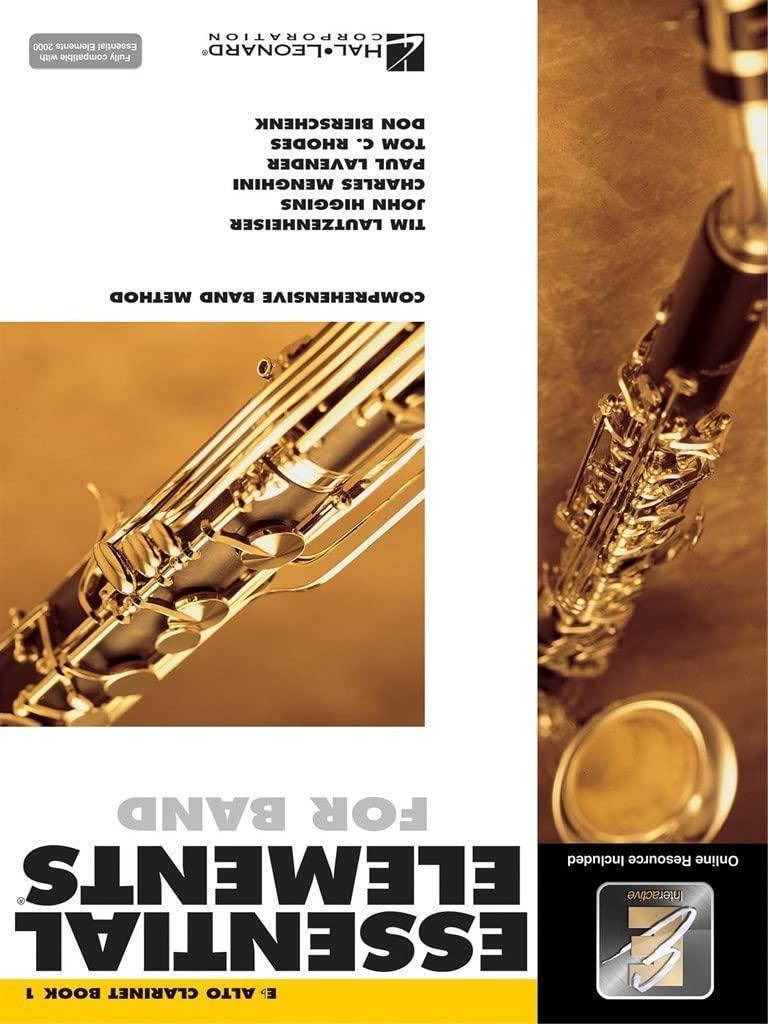 E♭ ALTO CLARINET BOOK 1
ESSENTIAL
ELEMENTS®
FOR BAND
COMPREHENSIVE BAND METHOD
TIM LAUTZENHEISER
JOHN HIGGINS
CHARLES MENGHINI
PAUL LAVENDER
TOM C. RHODES
DON BIERSCHENK
HAL•LEONARD®
CORPORATION
Fully compatible with
Essential Elements 2000
EE
Interactive
Online Resource Included